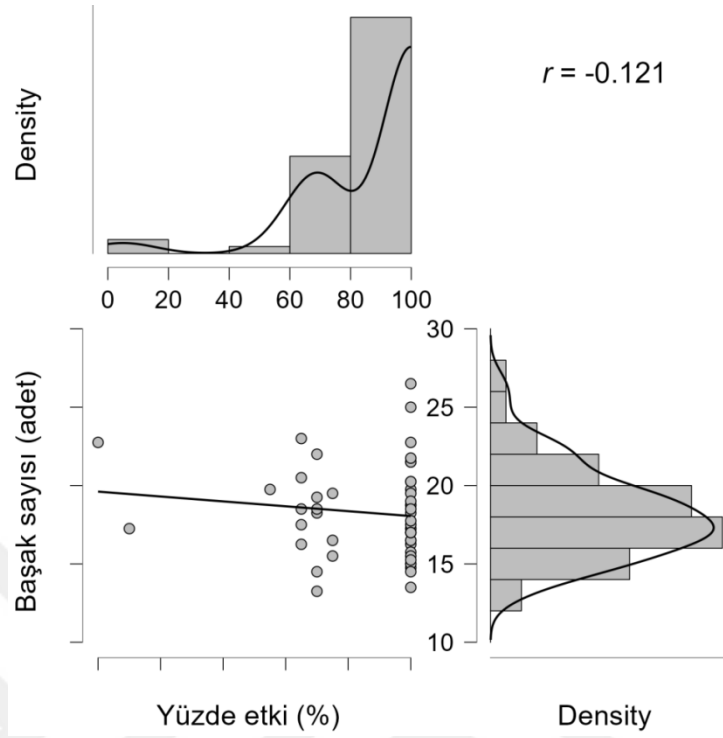 Density
r = -0.121
0 20 40 60 80 100
Başak sayısı (adet)
30
25
20
15
10
Yüzde etki (%)
Density